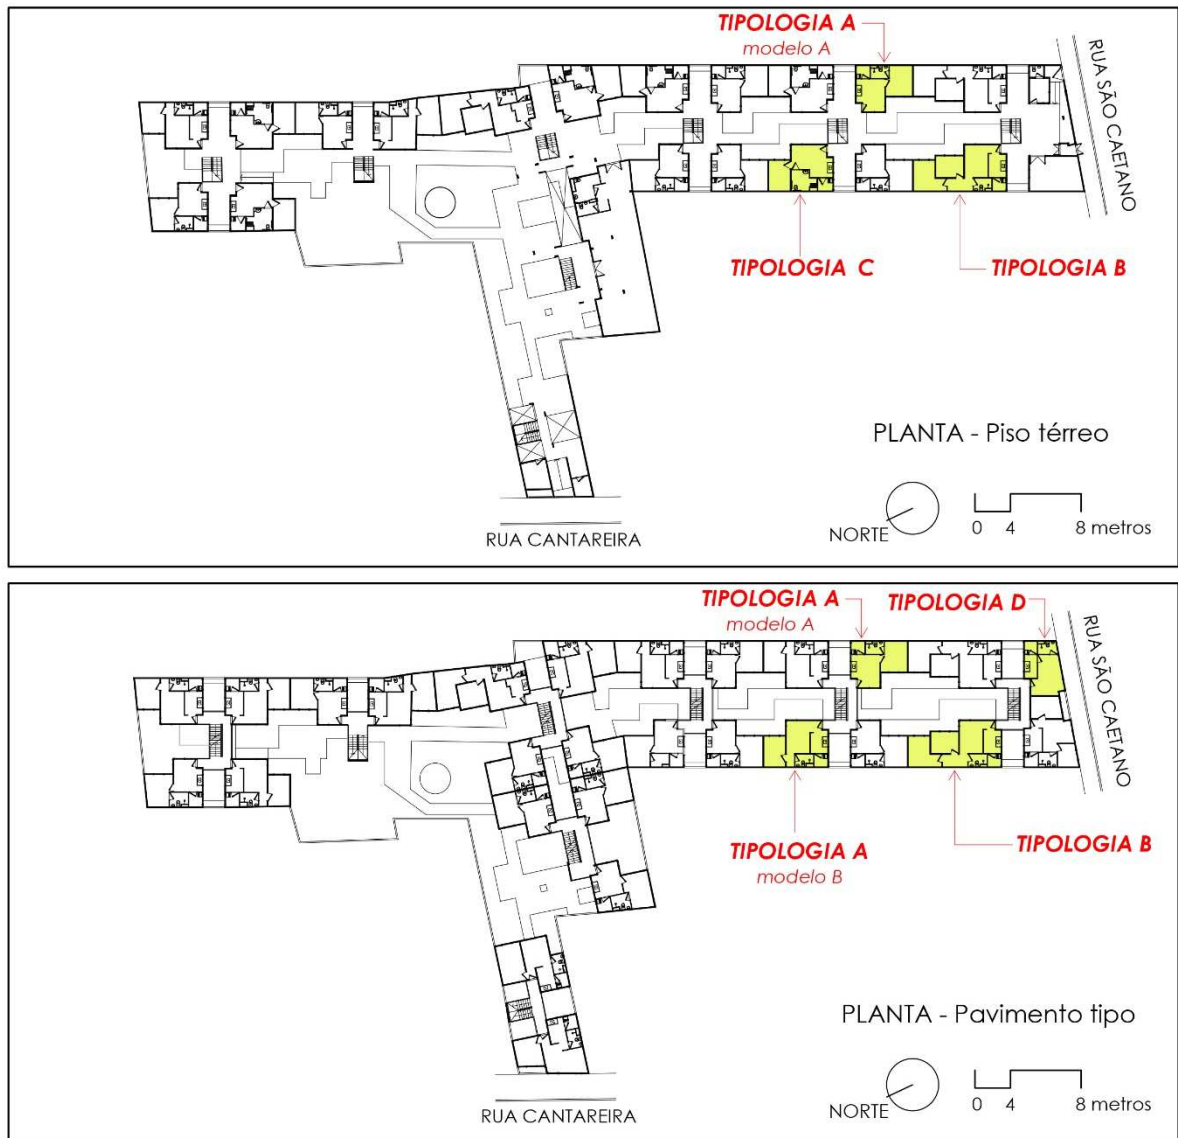 TIPOLOGIA A
modelo A
RUA SÃO CAETANO
TIPOLOGIA C
TIPOLOGIA B
PLANTA - Piso térreo
NORTE
0 4 8 metros
RUA CANTAREIRA
TIPOLOGIA A
modelo A
TIPOLOGIA D
RUA SÃO CAETANO
TIPOLOGIA A
modelo B
TIPOLOGIA B
PLANTA - Pavimento tipo
NORTE
0 4 8 metros
RUA CANTAREIRA